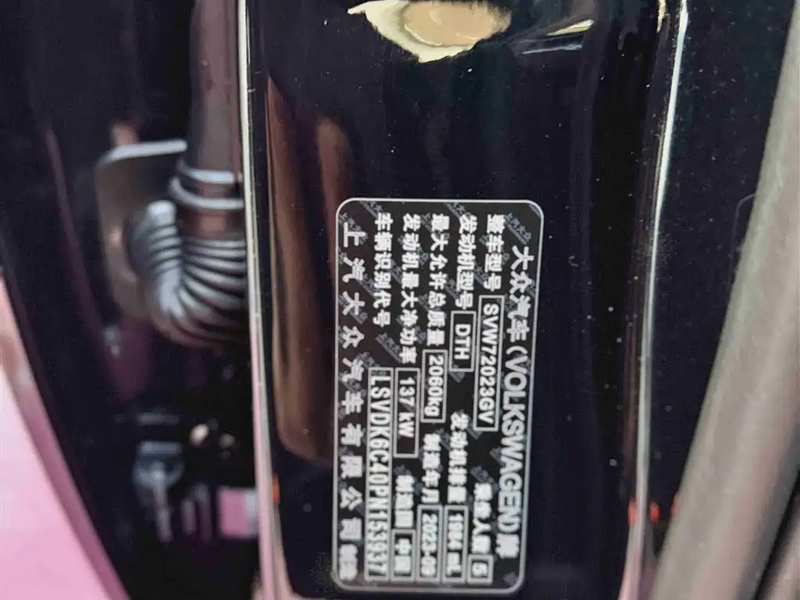 大众汽车(VOLKSWAGEN)牌
整车型号 SVW72023GV 乘坐人数 5
发动机型号 DTH 发动机排量 1984 mL
最大允许总质量 2060kg 制造年月 2023-09
发动机最大净功率 137 kW 制造国 中国
车辆识别代号 LSVDK6C40PN153937
上汽大众汽车有限公司 制造